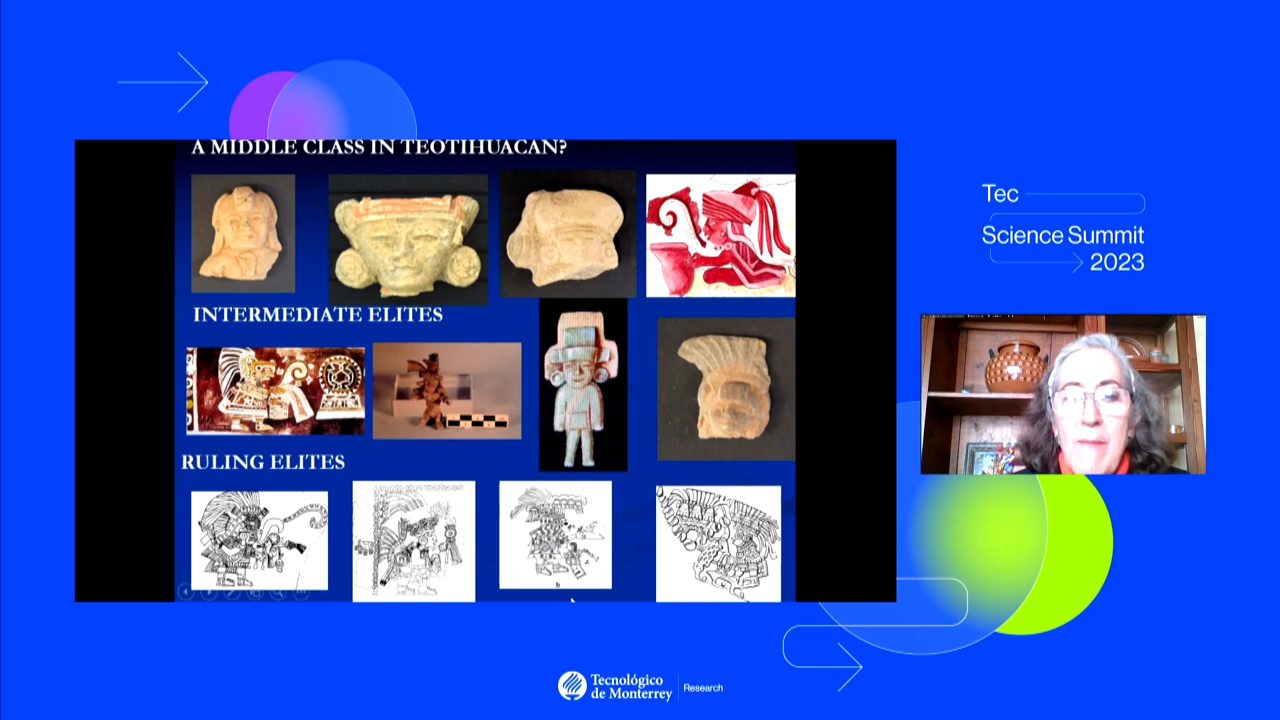 A MIDDLE CLASS IN TEOTIHUACAN?
INTERMEDIATE ELITES
RULING ELITES
b
Tec
Science Summit
2023
Tecnológico
de Monterrey
Research